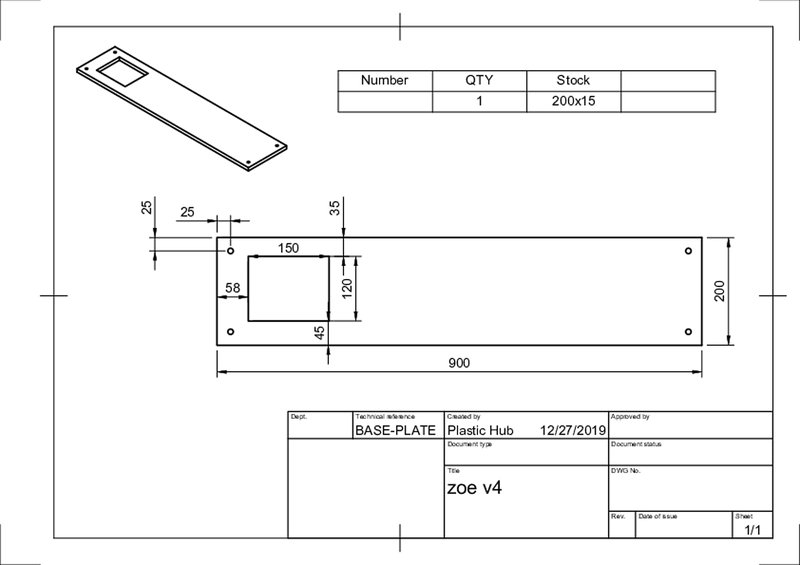 Number QTY Stock
1 200x15
25
25
35
150
58
120
200
45
900
Dept. Technical reference Created by Approved by
BASE-PLATE Plastic Hub 12/27/2019
Document type Document status
Title DWG No.
zoe v4
Rev. Date of issue Sheet
1/1